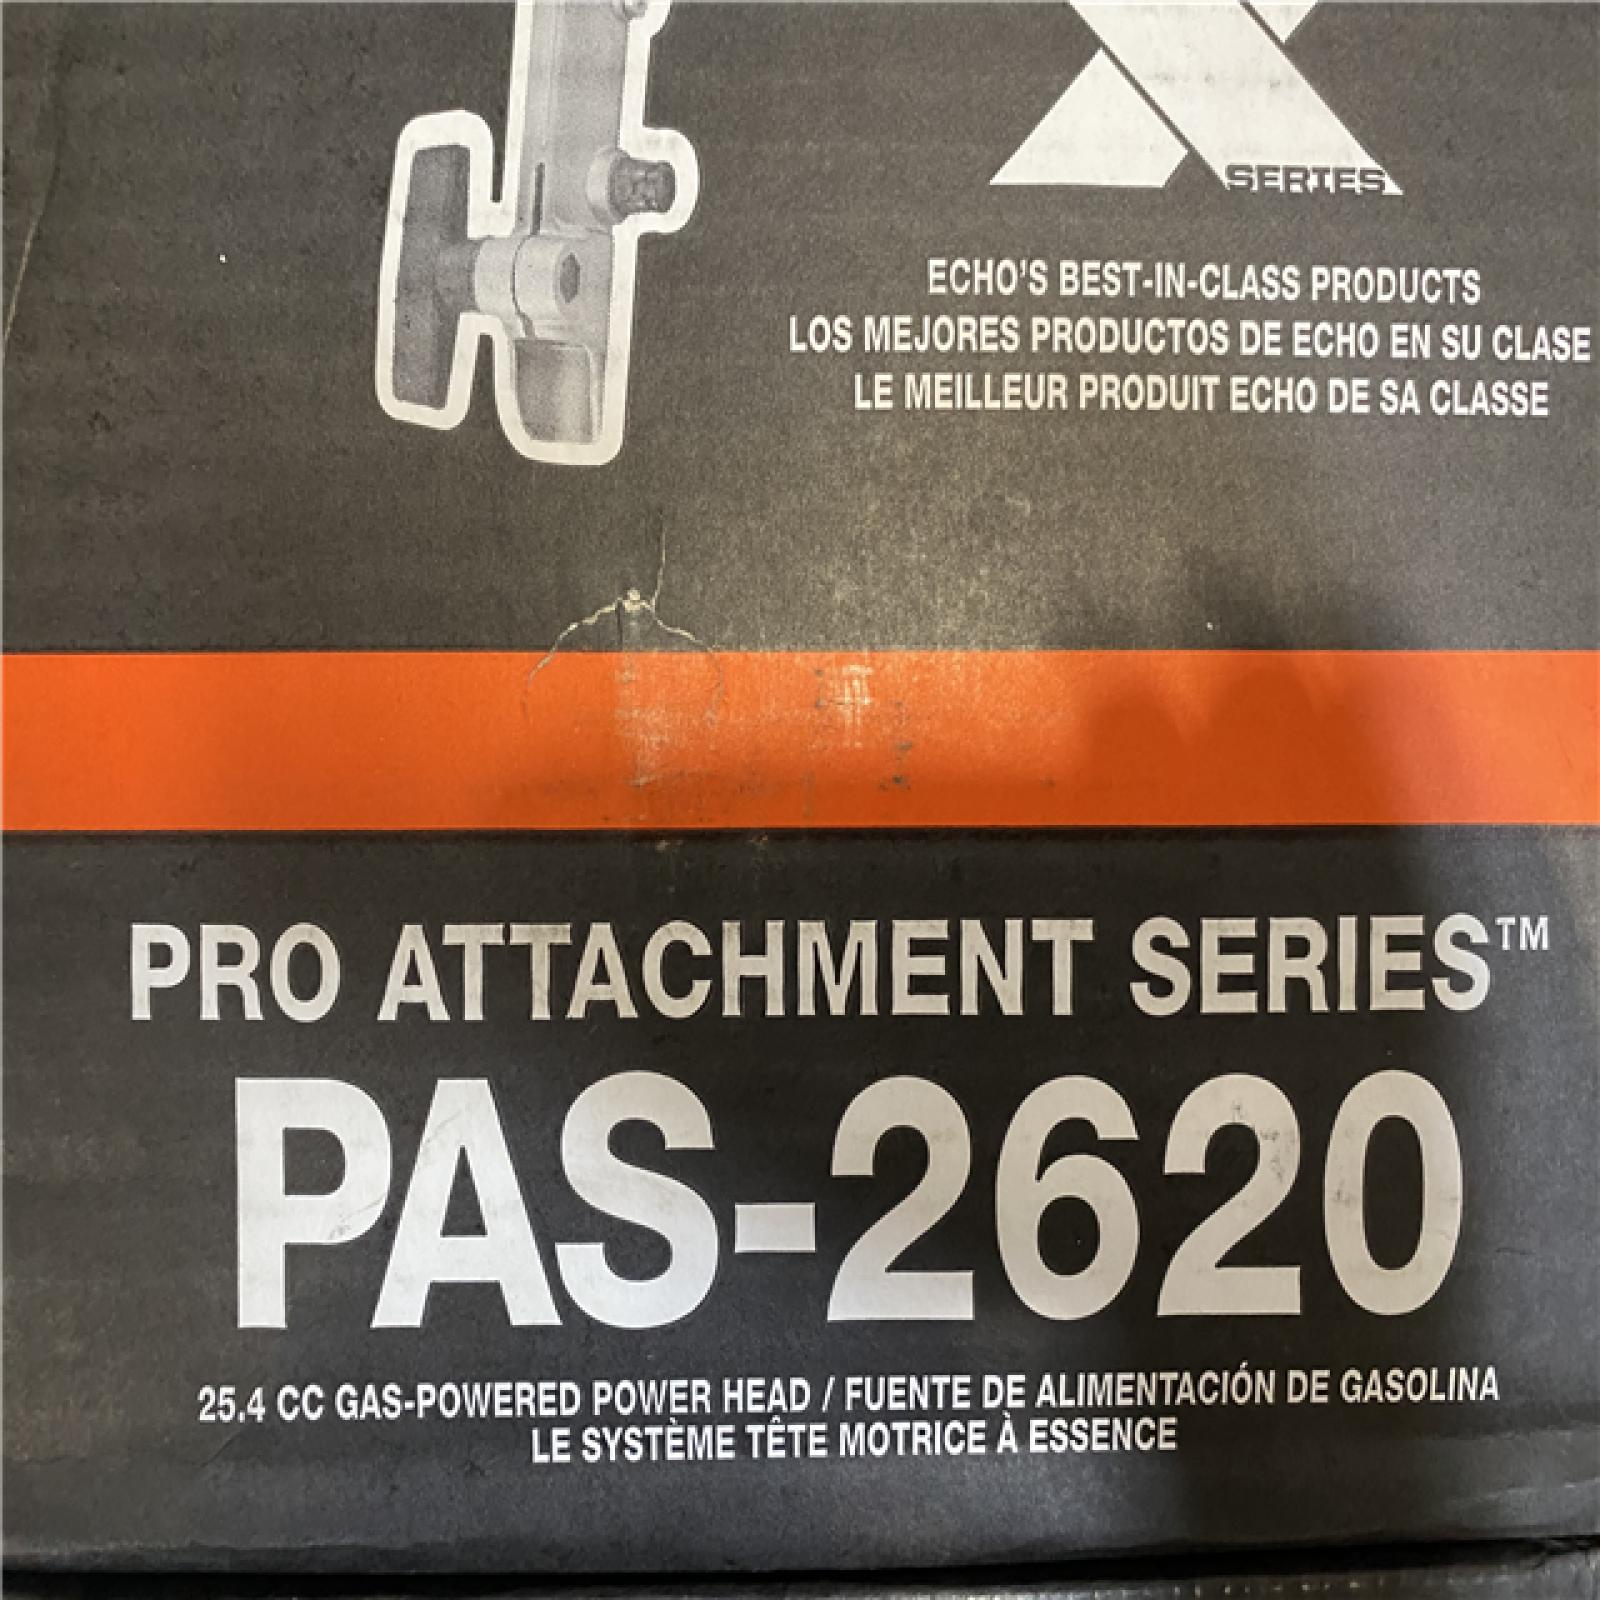 X
SERIES
ECHO'S BEST-IN-CLASS PRODUCTS
LOS MEJORES PRODUCTOS DE ECHO EN SU CLASE
LE MEILLEUR PRODUIT ECHO DE SA CLASSE
PRO ATTACHMENT SERIES™
PAS-2620
25.4 CC GAS-POWERED POWER HEAD / FUENTE DE ALIMENTACIÓN DE GASOLINA
LE SYSTÈME TÊTE MOTRICE À ESSENCE